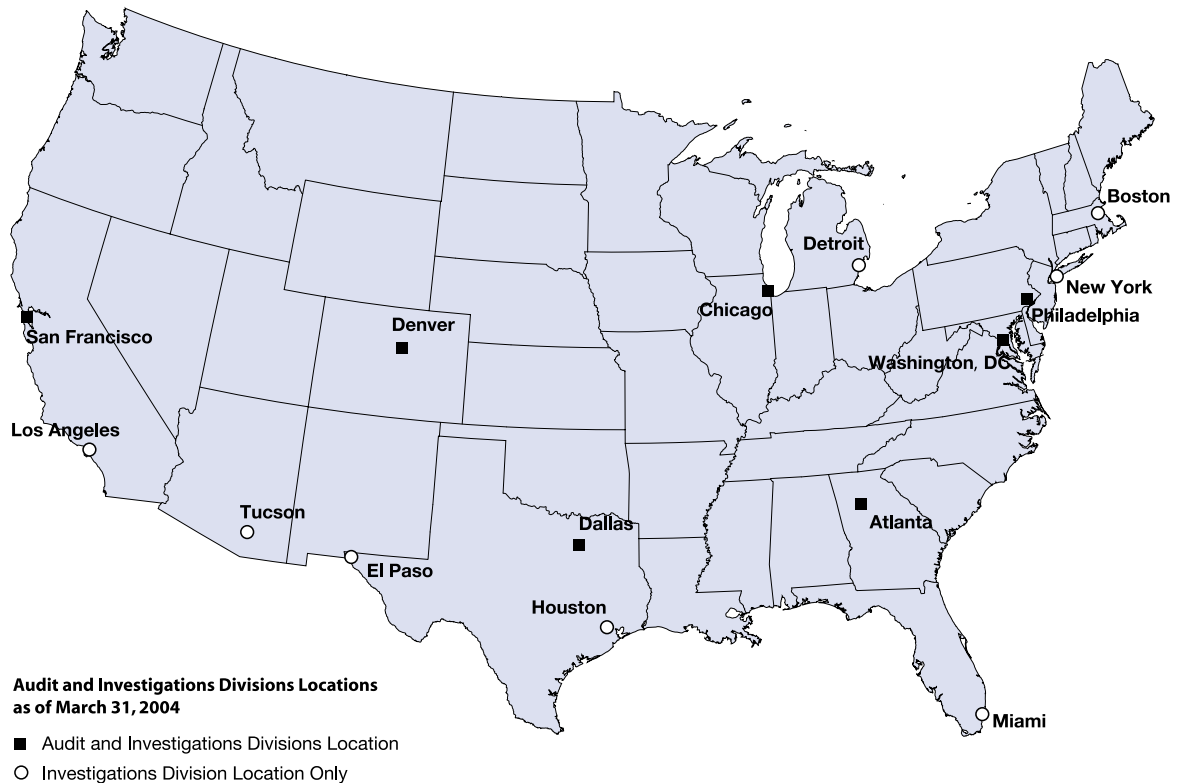 Boston
Detroit
New York
Chicago
Philadelphia
Denver
San Francisco
Washington, DC
Los Angeles
Tucson
Dallas
Atlanta
El Paso
Houston
Audit and Investigations Divisions Locations
as of March 31, 2004
Miami
Audit and Investigations Divisions Location
Investigations Division Location Only